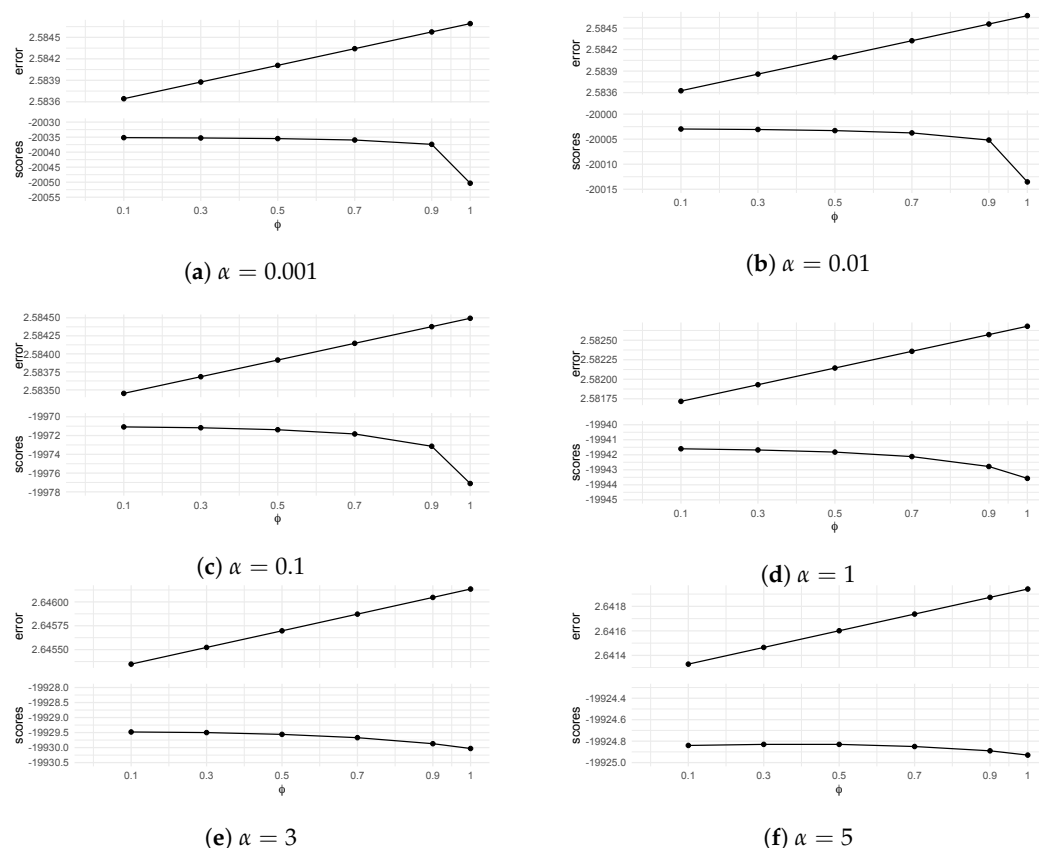 2.5845
2.5842
2.5839
2.5836
error
-20030
-20035
-20040
-20045
-20050
-20055
scores
0.1 0.3 0.5 0.7 0.9 1
ϕ
(a) α = 0.001
2.5845
2.5842
2.5839
2.5836
error
-20000
-20005
-20010
-20015
scores
0.1 0.3 0.5 0.7 0.9 1
ϕ
(b) α = 0.01
2.58450
2.58425
2.58400
2.58375
2.58350
error
-19970
-19972
-19974
-19976
-19978
scores
0.1 0.3 0.5 0.7 0.9 1
ϕ
(c) α = 0.1
2.58250
2.58225
2.58200
2.58175
error
-19940
-19941
-19942
-19943
-19944
-19945
scores
0.1 0.3 0.5 0.7 0.9 1
ϕ
(d) α = 1
2.64600
2.64575
2.64550
error
-19928.0
-19928.5
-19929.0
-19929.5
-19930.0
-19930.5
scores
0.1 0.3 0.5 0.7 0.9 1
ϕ
(e) α = 3
2.6418
2.6416
2.6414
error
-19924.4
-19924.6
-19924.8
-19925.0
scores
0.1 0.3 0.5 0.7 0.9 1
ϕ
(f) α = 5